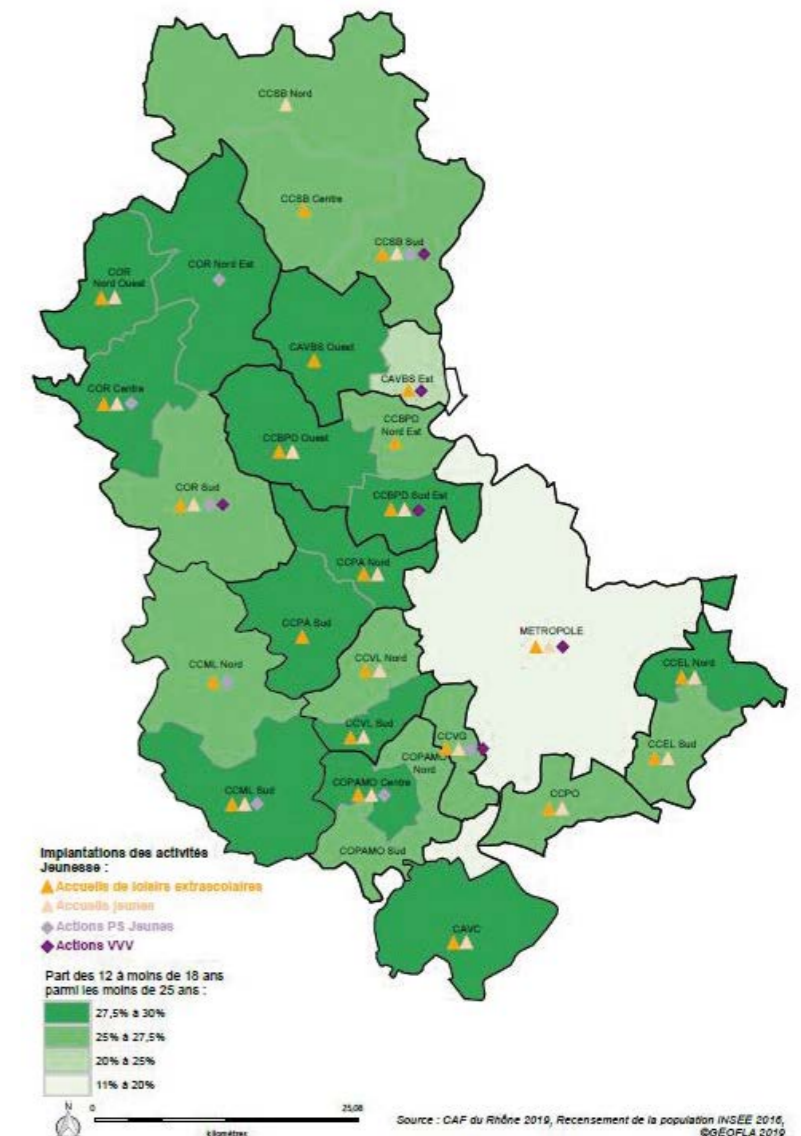 CCSB Nord
CCSB Centre
CCSB Sud
COR Nord Est
COR
Nord Ouest
CAVBS Ouest
CAVBS Est
COR Centre
CCBPD
Nord Est
CCBPD Ouest
COR Sud
CCBPD Sud Est
CCPA Nord
CCPA Sud
METROPOLE
CCVL Nord
CCML Nord
CCEL Nord
CCVL Sud
CCVG
CCEL Sud
COPAMO
Nord
COPAMO Centre
CCML Sud
CCPO
COPAMO Sud
CAVC
Implantations des activités
Jeunesse :
Accueils de loisirs extrascolaires
Accueils jeunes
Actions PS Jeunes
Actions VVV
Part des 12 à moins de 18 ans
parmi les moins de 25 ans :
27,5% à 30%
25% à 27,5%
20% à 25%
11% à 20%
N
0
25,08
kilomètres
Source : CAF du Rhône 2019, Recensement de la population INSEE 2016,
©GEOFLA 2019